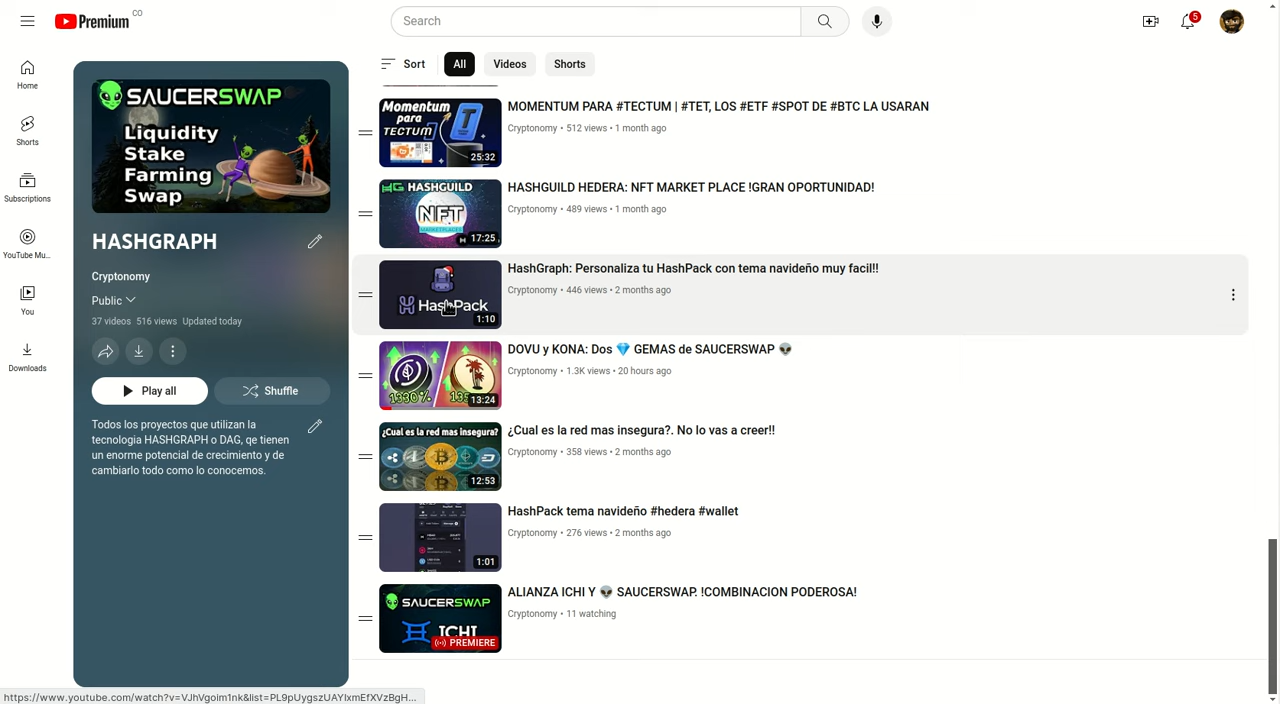 Premium CO
Search
5
Home
Shorts
Subscriptions
YouTube Mu...
You
Downloads
SAUCERSWAP
Liquidity
Stake
Farming
Swap
HASHGRAPH
Cryptonomy
Public
37 videos 516 views Updated today
Play all
Shuffle
Todos los proyectos que utilizan la
tecnologia HASHGRAPH o DAG, qe tienen
un enorme potencial de crecimiento y de
cambiarlo todo como lo conocemos.
Sort
All
Videos
Shorts
Momentum
para
TECTUM
25:32
MOMENTUM PARA #TECTUM | #TET, LOS #ETF #SPOT DE #BTC LA USARAN
Cryptonomy • 512 views • 1 month ago
HASHGUILD
NFT
MARKETPLACES
17:25
HASHGUILD HEDERA: NFT MARKET PLACE !GRAN OPORTUNIDAD!
Cryptonomy • 489 views • 1 month ago
HashPack
1:10
HashGraph: Personaliza tu HashPack con tema navideño muy facil!!
Cryptonomy • 446 views • 2 months ago
1330%
13:24
DOVU y KONA: Dos 💎 GEMAS de SAUCERSWAP 👽
Cryptonomy • 1.3K views • 20 hours ago
¿Cual es la red mas insegura?
12:53
¿Cual es la red mas insegura?. No lo vas a creer!!
Cryptonomy • 358 views • 2 months ago
1:01
HashPack tema navideño #hedera #wallet
Cryptonomy • 276 views • 2 months ago
SAUCERSWAP
ICHI
PREMIERE
ALIANZA ICHI Y 👽 SAUCERSWAP. !COMBINACION PODEROSA!
Cryptonomy • 11 watching
https://www.youtube.com/watch?v=VJhVgoim1nk&list=PL9pUygszUAYIxmEfXVzBgH...